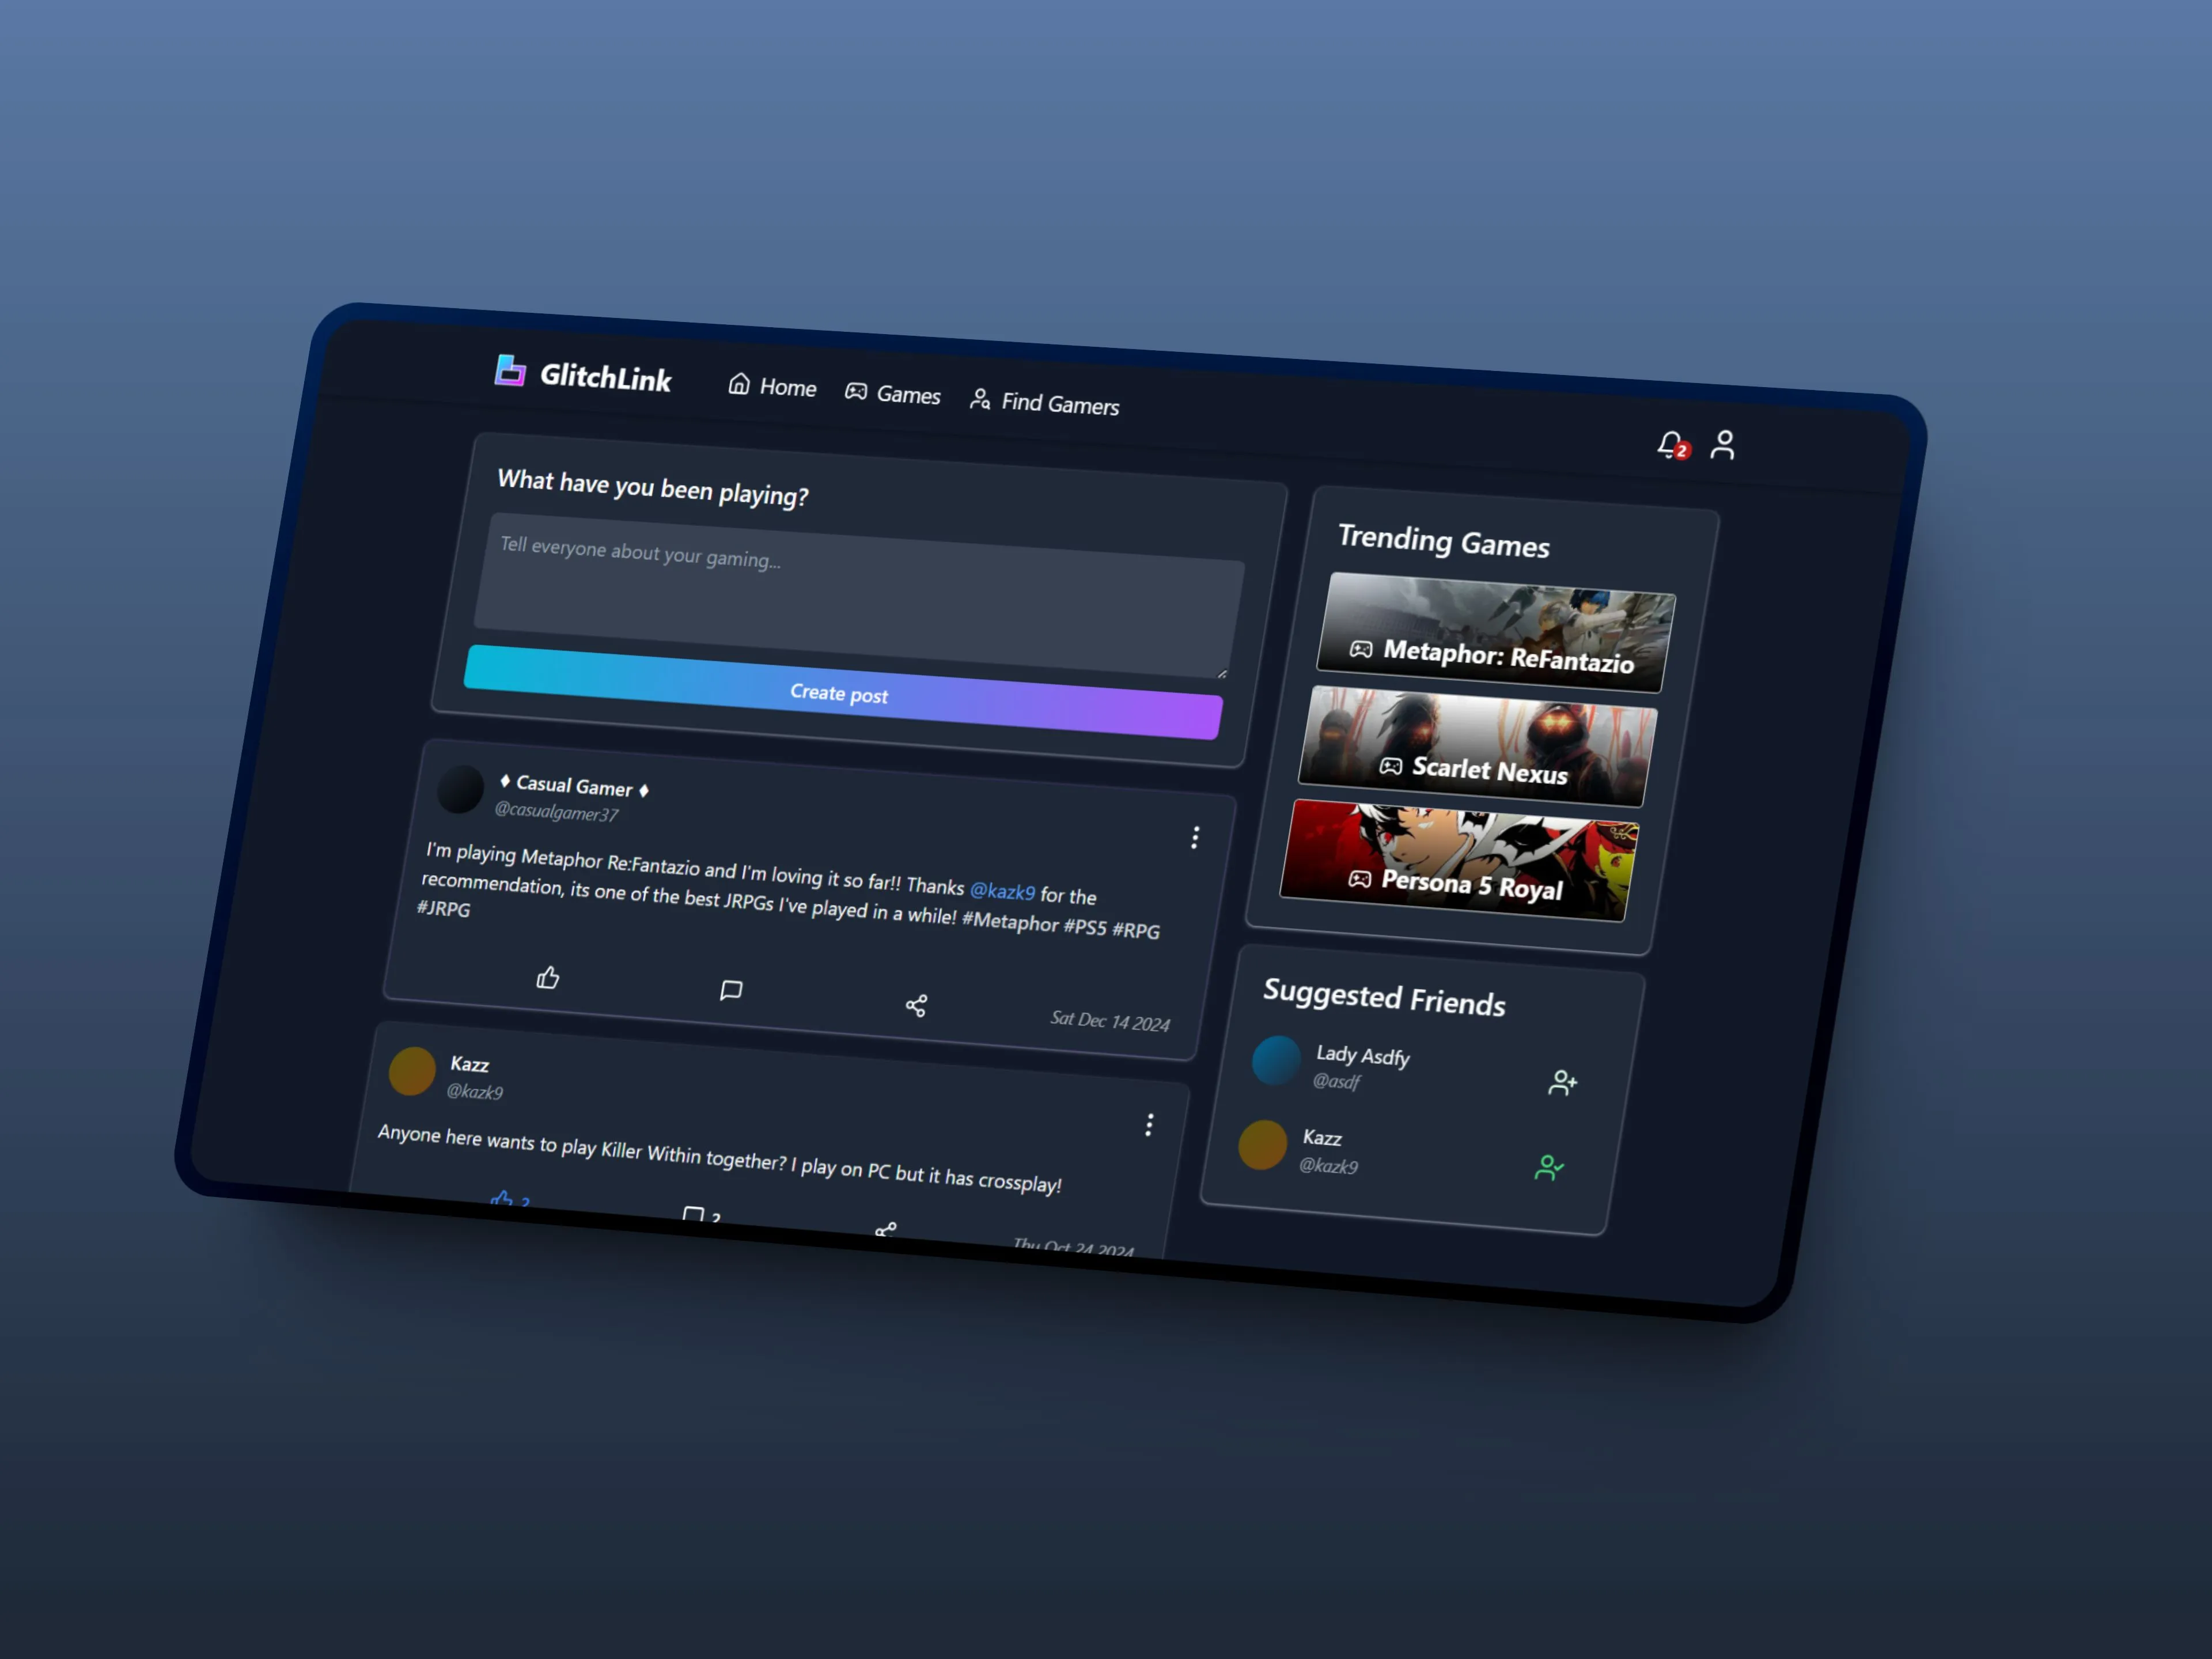 GlitchLink
Home
Games
Find Gamers
2
What have you been playing?
Tell everyone about your gaming...
Create post
♦ Casual Gamer ♦
@casualgamer37
I'm playing Metaphor Re:Fantazio and I'm loving it so far!! Thanks @kazk9 for the
recommendation, its one of the best JRPGs I've played in a while! #Metaphor #PS5 #RPG
#JRPG
Sat Dec 14 2024
Kazz
@kazk9
Anyone here wants to play Killer Within together? I play on PC but it has crossplay!
2
2
Thu Oct 24 2024
Trending Games
Metaphor: ReFantazio
Scarlet Nexus
Persona 5 Royal
Suggested Friends
Lady Asdfy
@asdf
Kazz
@kazk9